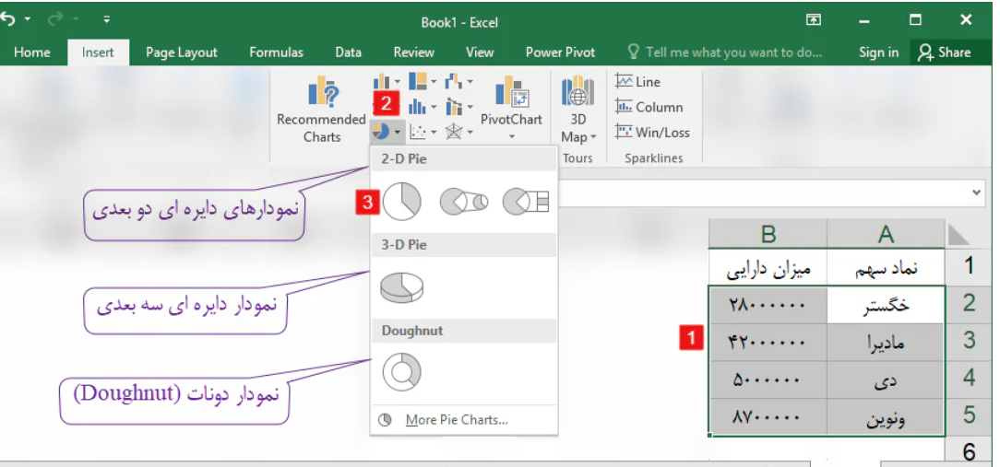 Book1 - Excel
Home Insert Page Layout Formulas Data Review View Power Pivot Tell me what you want to do... Sign in Share
Recommended Charts
2
PivotChart
3D Map
Line
Column
Win/Loss
Tours
Sparklines
2-D Pie
3
3-D Pie
Doughnut
More Pie Charts...
نمودارهای دایره ای دو بعدی
نمودار دایره ای سه بعدی
نمودار دونات (Doughnut)
1
B A
میزان دارایی نماد سهم 1
۲۸۰۰۰۰۰۰ خگستر 2
۴۲۰۰۰۰۰۰ مادیرا 3
۵۰۰۰۰۰۰ دی 4
۸۷۰۰۰۰۰ ونوین 5
6